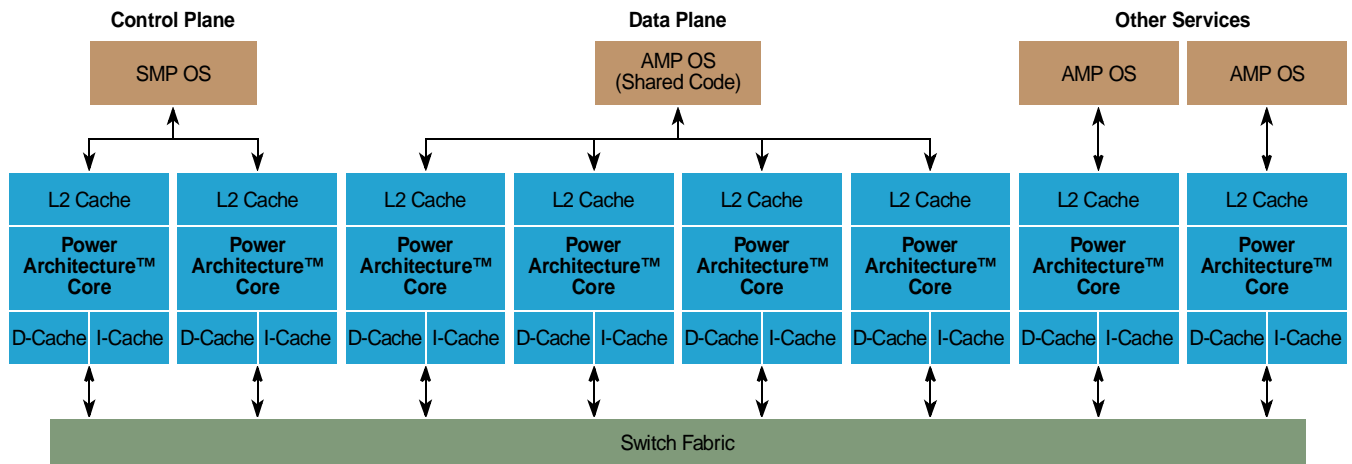 Control Plane
Data Plane
Other Services
SMP OS
AMP OS
(Shared Code)
AMP OS
AMP OS
L2 Cache
L2 Cache
L2 Cache
L2 Cache
L2 Cache
L2 Cache
L2 Cache
L2 Cache
Power
Architecture™
Core
Power
Architecture™
Core
Power
Architecture™
Core
Power
Architecture™
Core
Power
Architecture™
Core
Power
Architecture™
Core
Power
Architecture™
Core
Power
Architecture™
Core
D-Cache
I-Cache
D-Cache
I-Cache
D-Cache
I-Cache
D-Cache
I-Cache
D-Cache
I-Cache
D-Cache
I-Cache
D-Cache
I-Cache
D-Cache
I-Cache
Switch Fabric